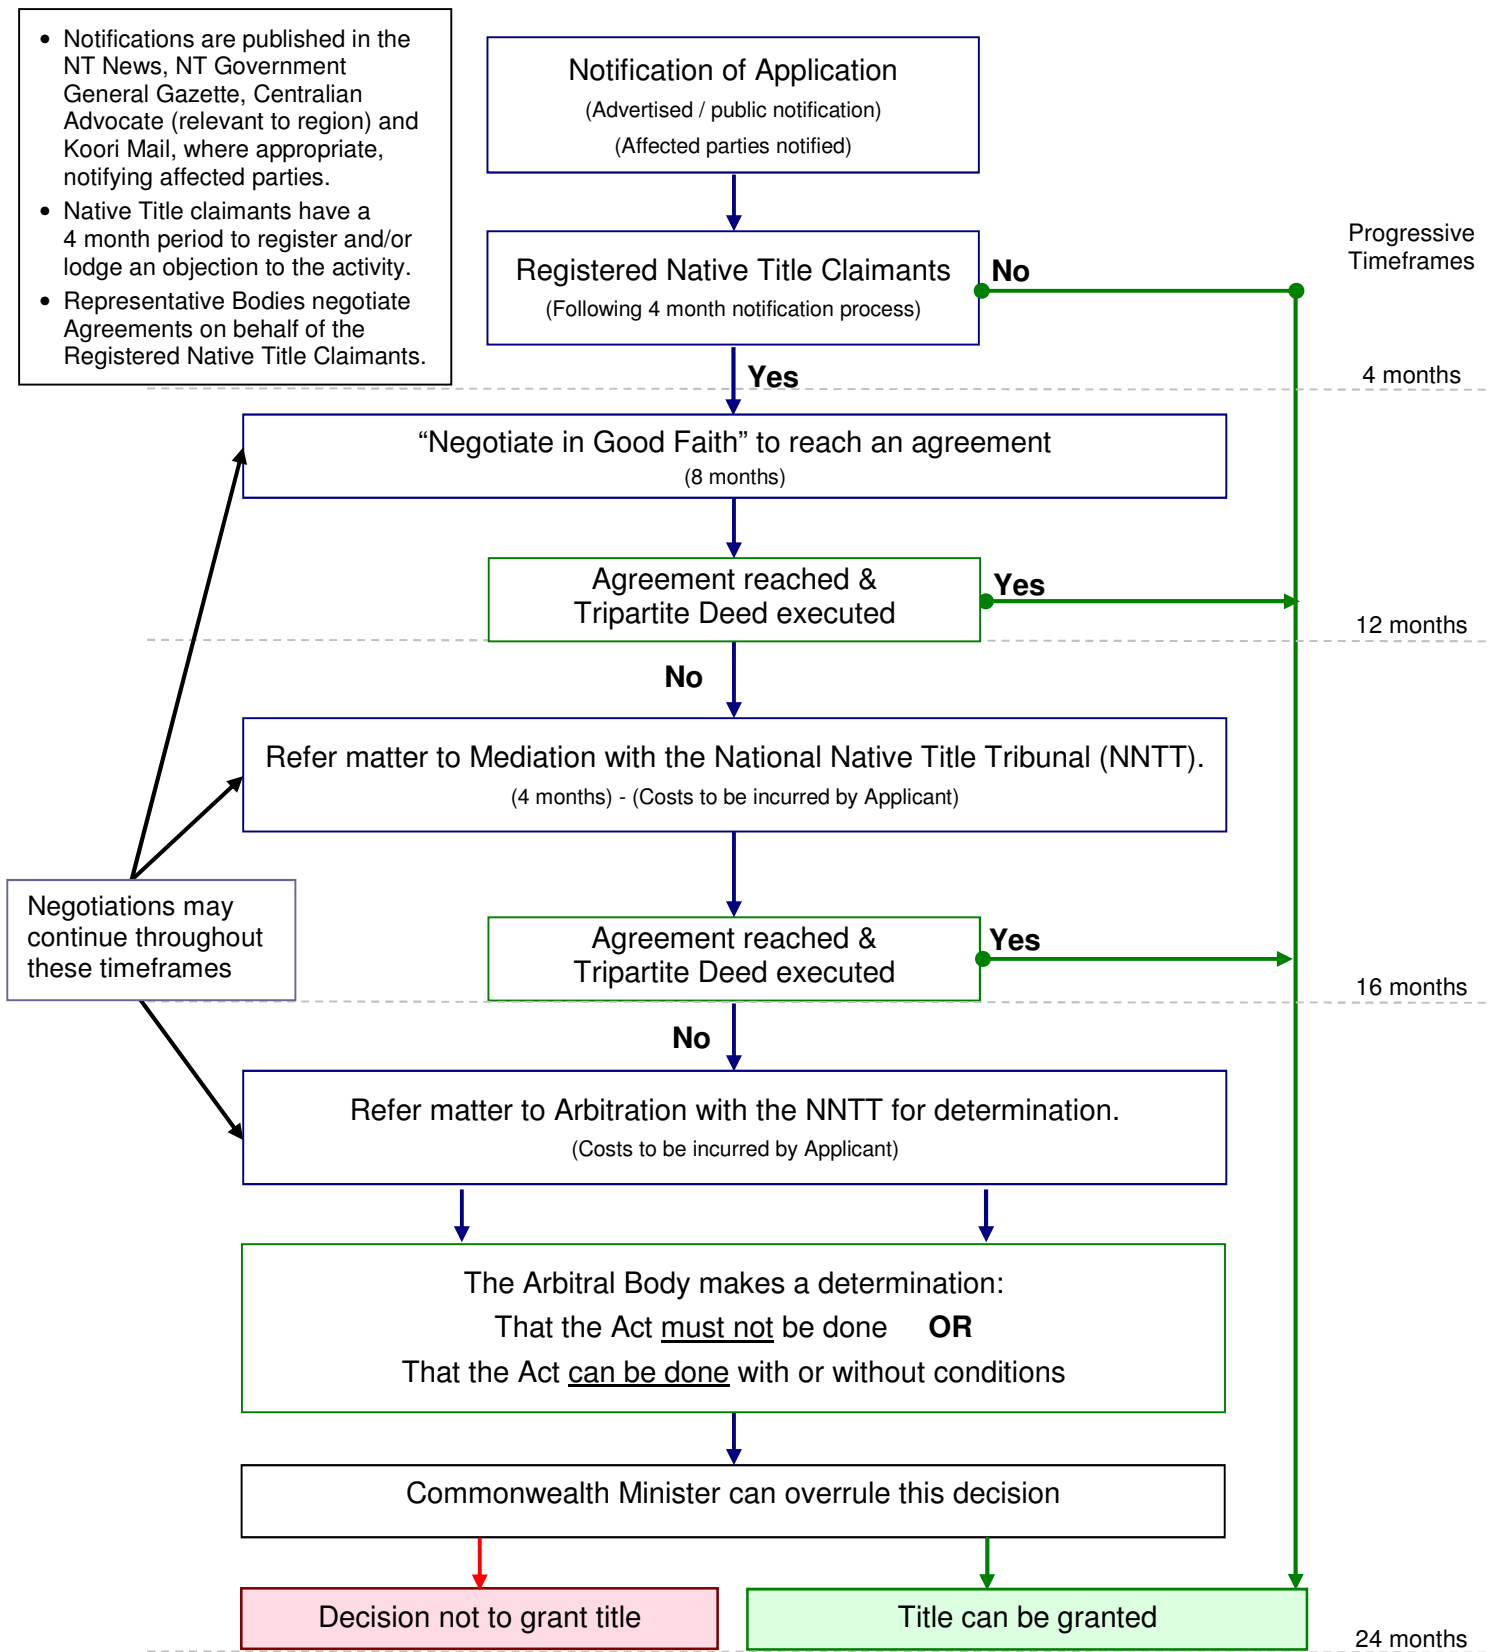 • Notifications are published in the
NT News, NT Government
General Gazette, Centralian
Advocate (relevant to region) and
Koori Mail, where appropriate,
notifying affected parties.
• Native Title claimants have a
4 month period to register and/or
lodge an objection to the activity.
• Representative Bodies negotiate
Agreements on behalf of the
Registered Native Title Claimants.
Notification of Application
(Advertised / public notification)
(Affected parties notified)
Progressive
Timeframes
Registered Native Title Claimants
(Following 4 month notification process)
No
Yes
4 months
“Negotiate in Good Faith” to reach an agreement
(8 months)
Agreement reached &
Tripartite Deed executed
Yes
12 months
No
Refer matter to Mediation with the National Native Title Tribunal (NNTT).
(4 months) - (Costs to be incurred by Applicant)
Negotiations may
continue throughout
these timeframes
Agreement reached &
Tripartite Deed executed
Yes
16 months
No
Refer matter to Arbitration with the NNTT for determination.
(Costs to be incurred by Applicant)
The Arbitral Body makes a determination:
That the Act must not be done OR
That the Act can be done with or without conditions
Commonwealth Minister can overrule this decision
Decision not to grant title
Title can be granted
24 months